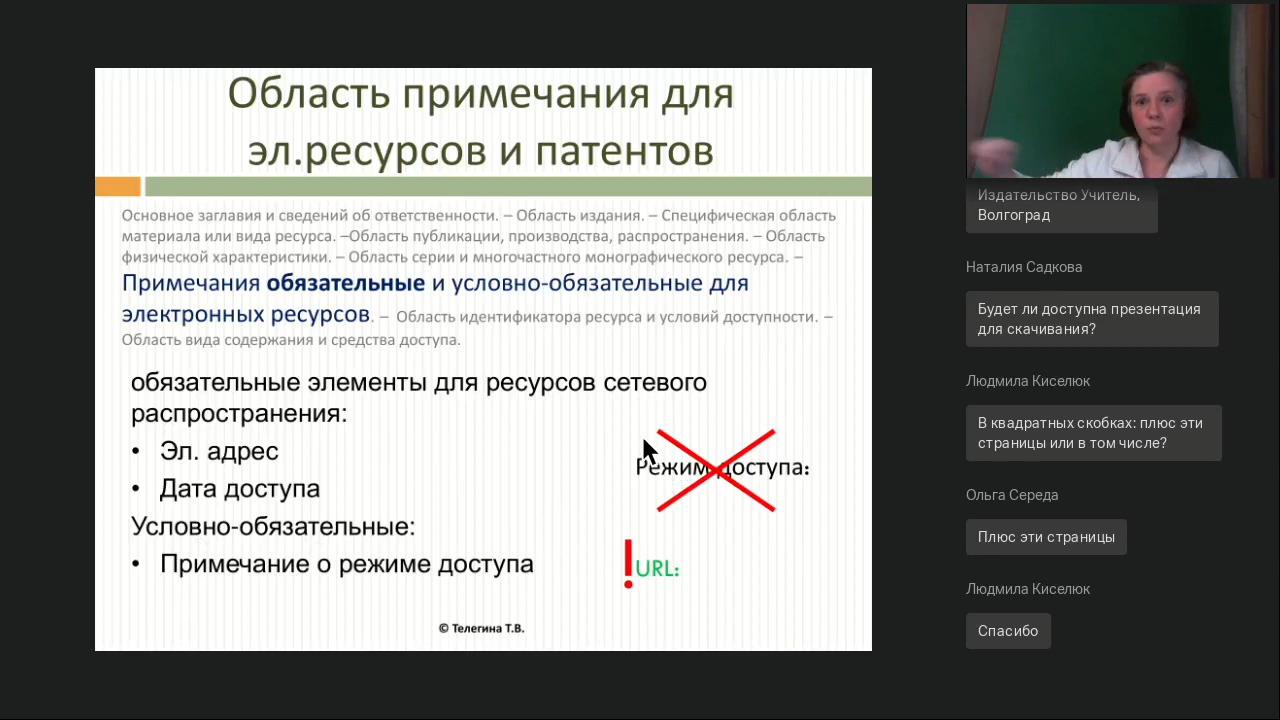 Область примечания для
эл.ресурсов и патентов
Основное заглавия и сведений об ответственности. – Область издания. – Специфическая область
материала или вида ресурса. –Область публикации, производства, распространения. – Область
физической характеристики. – Область серии и многочастного монографического ресурса. –
Примечания обязательные и условно-обязательные для
электронных ресурсов. – Область идентификатора ресурса и условий доступности. –
Область вида содержания и средства доступа.
обязательные элементы для ресурсов сетевого
распространения:
• Эл. адрес
• Дата доступа
Условно-обязательные:
• Примечание о режиме доступа
Режим доступа:
! URL:
© Телегина Т.В.
Издательство Учитель,
Волгоград
Наталия Садкова
Будет ли доступна презентация
для скачивания?
Людмила Киселюк
В квадратных скобках: плюс эти
страницы или в том числе?
Ольга Середа
Плюс эти страницы
Людмила Киселюк
Спасибо